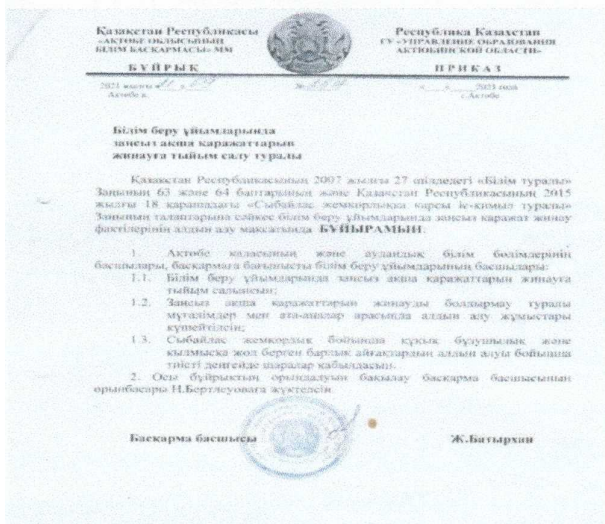 Қазақстан Республикасы
«АҚТӨБЕ ОБЛЫСЫНЫҢ
БІЛІМ БАСҚАРМАСЫ» ММ
БҰЙРЫҚ
Республика Казахстан
ГУ «УПРАВЛЕНИЕ ОБРАЗОВАНИЯ
АКТЮБИНСКОЙ ОБЛАСТИ»
ПРИКАЗ
2021 жылғы «
Ақтөбе қ.
№
« » 2021 года
г.Актобе
Білім беру ұйымларында
заңсыз ақша қаражаттарын
жинауға тыйым салу туралы
Қазақстан Республикасының 2007 жылғы 27 шілдедегі «Білім туралы»
Заңының 63 және 64 баптарының және Қазақстан Республикасының 2015
жылғы 18 қарашадағы «Сыбайлас жемқорлыққа қарсы іс-қимыл туралы»
Заңының талаптарына сәйкес білім беру ұйымдарында заңсыз қаражат жинау
фактілерінің алдын алу мақсатында БҰЙЫРАМЫН:
1. Ақтөбе қаласының және аудандық білім бөлімдерінің
басшылары, басқармаға бағынысты білім беру ұйымдарының басшылары:
1.1. Білім беру ұйымдарында заңсыз ақша қаражаттарын жинауға
тыйым салынсын;
1.2. Заңсыз ақша қаражаттарын жинауды болдырмау туралы
мұғалімдер мен ата-аналар арасында алдын алу жұмыстары
күшейтілсін;
1.3. Сыбайлас жемқорлық бойынша құқық бұзушылық және
қылмысқа жол берген барлық айғақтардың алдын алуы бойынша
тиісті деңгейде шаралар қабылдасын.
2. Осы бұйрықтың орындалуын бақылау басқарма басшысының
орынбасары Н.Бертлеуоваға жүктелсін.
Басқарма басшысы
Ж.Батырхан